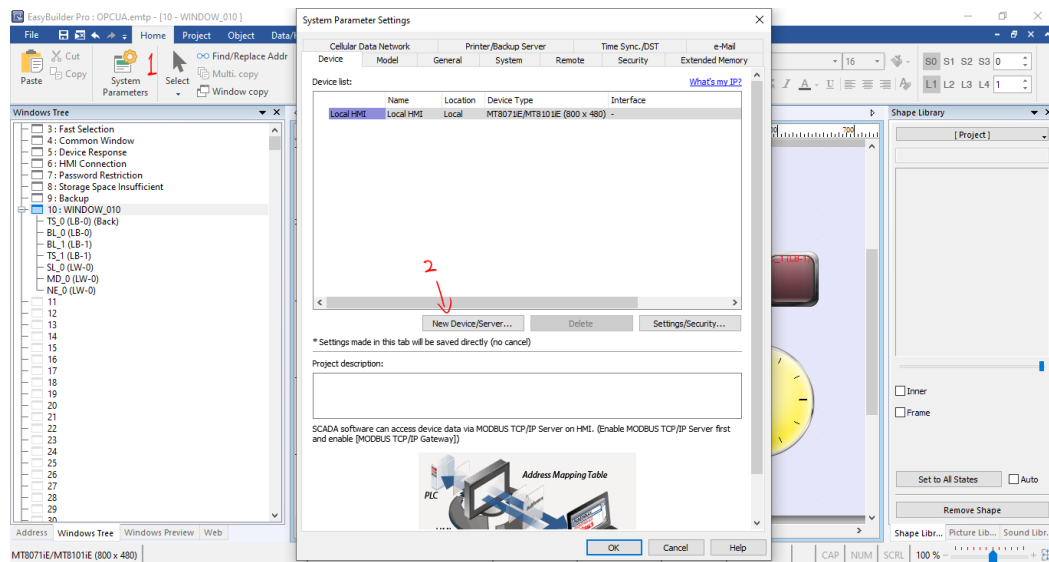 EasyBuilder Pro : OPCUA.emtp - [10 - WINDOW_010 ]
File Home Project Object Data/H
Paste
Cut
Copy
System Parameters
1
Select
Find/Replace Addr
Multi. copy
Window copy
16
S0 S1 S2 S3 0
I A U
L1 L2 L3 L4 1
Windows Tree
3 : Fast Selection
4 : Common Window
5 : Device Response
6 : HMI Connection
7 : Password Restriction
8 : Storage Space Insufficient
9 : Backup
10 : WINDOW_010
TS_0 (LB-0) (Back)
BL_0 (LB-0)
BL_1 (LB-1)
TS_1 (LB-1)
SL_0 (LW-0)
MD_0 (LW-0)
NE_0 (LW-0)
11
12
13
14
15
16
17
18
19
20
21
22
23
24
25
26
27
28
29
30
Address Windows Tree Windows Preview Web
MT8071iE/MT8101iE (800 x 480)
System Parameter Settings
Cellular Data Network Printer/Backup Server Time Sync./DST e-Mail
Device Model General System Remote Security Extended Memory
Device list:
What's my IP?
Name Location Device Type Interface
Local HMI Local HMI Local MT8071iE/MT8101iE (800 x 480) -
2
New Device/Server... Delete Settings/Security...
* Settings made in this tab will be saved directly (no cancel)
Project description:
SCADA software can access device data via MODBUS TCP/IP Server on HMI. (Enable MODBUS TCP/IP Server first
and enable [MODBUS TCP/IP Gateway])
Address Mapping Table
PLC
OK Cancel Help
700
Shape Library
[ Project ]
Inner
Frame
Set to All States
Auto
Remove Shape
Shape Libr... Picture Lib... Sound Libr.
CAP NUM SCRL 100 %